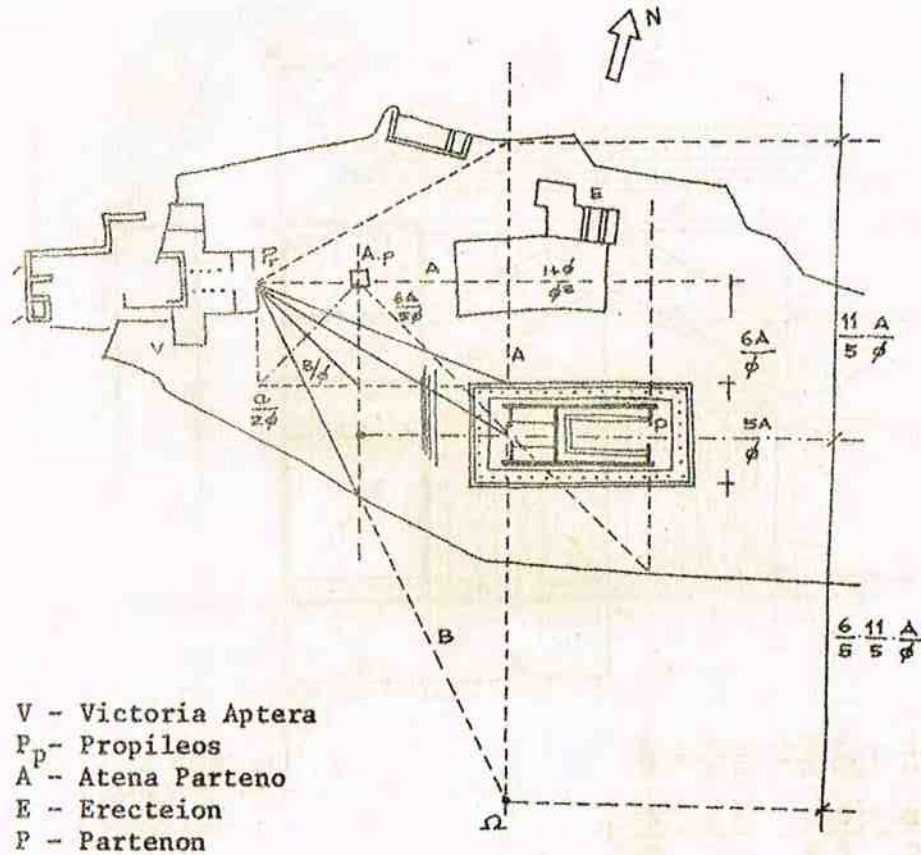 N
E
Pp
A.p
A
1+ϕ
ϕ²
6A
5ϕ
6A
ϕ
11 A
5 ϕ
V
B/ϕ
A
a
2ϕ
P
5A
ϕ
B
6 11 A
5 · 5 · ϕ
Ω
V - Victoria Aptera
Pp- Propileos
A - Atena Parteno
E - Erecteion
P - Partenon